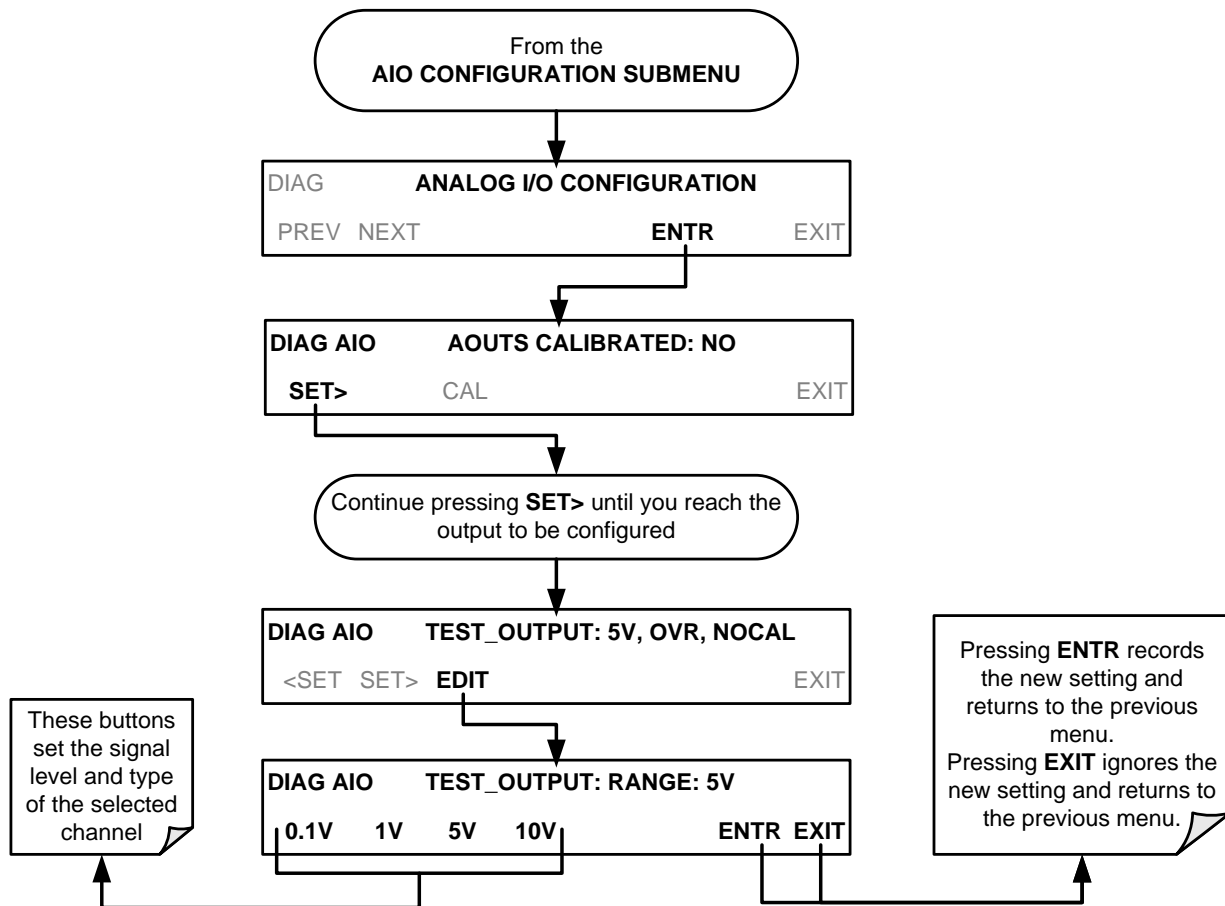 From the
AIO CONFIGURATION SUBMENU
DIAG ANALOG I/O CONFIGURATION
PREV NEXT ENTR EXIT
DIAG AIO AOUTS CALIBRATED: NO
SET> CAL EXIT
Continue pressing SET> until you reach the
output to be configured
DIAG AIO TEST_OUTPUT: 5V, OVR, NOCAL
<SET SET> EDIT EXIT
DIAG AIO TEST_OUTPUT: RANGE: 5V
0.1V 1V 5V 10V ENTR EXIT
These buttons
set the signal
level and type
of the selected
channel
Pressing ENTR records
the new setting and
returns to the previous
menu.
Pressing EXIT ignores the
new setting and returns to
the previous menu.